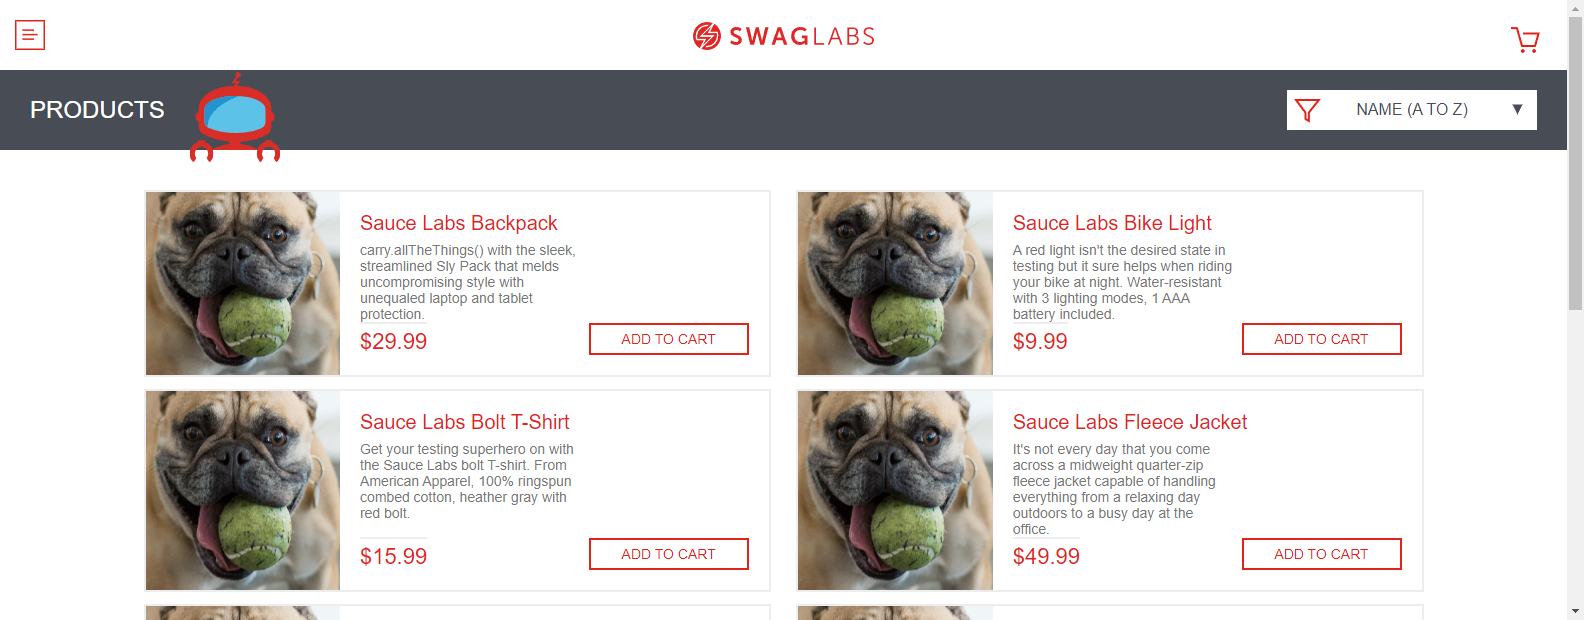 SWAGLABS
PRODUCTS
NAME (A TO Z) ▼
Sauce Labs Backpack
carry.allTheThings() with the sleek,
streamlined Sly Pack that melds
uncompromising style with
unequaled laptop and tablet
protection.
$29.99
ADD TO CART
Sauce Labs Bike Light
A red light isn't the desired state in
testing but it sure helps when riding
your bike at night. Water-resistant
with 3 lighting modes, 1 AAA
battery included.
$9.99
ADD TO CART
Sauce Labs Bolt T-Shirt
Get your testing superhero on with
the Sauce Labs bolt T-shirt. From
American Apparel, 100% ringspun
combed cotton, heather gray with
red bolt.
$15.99
ADD TO CART
Sauce Labs Fleece Jacket
It's not every day that you come
across a midweight quarter-zip
fleece jacket capable of handling
everything from a relaxing day
outdoors to a busy day at the
office.
$49.99
ADD TO CART